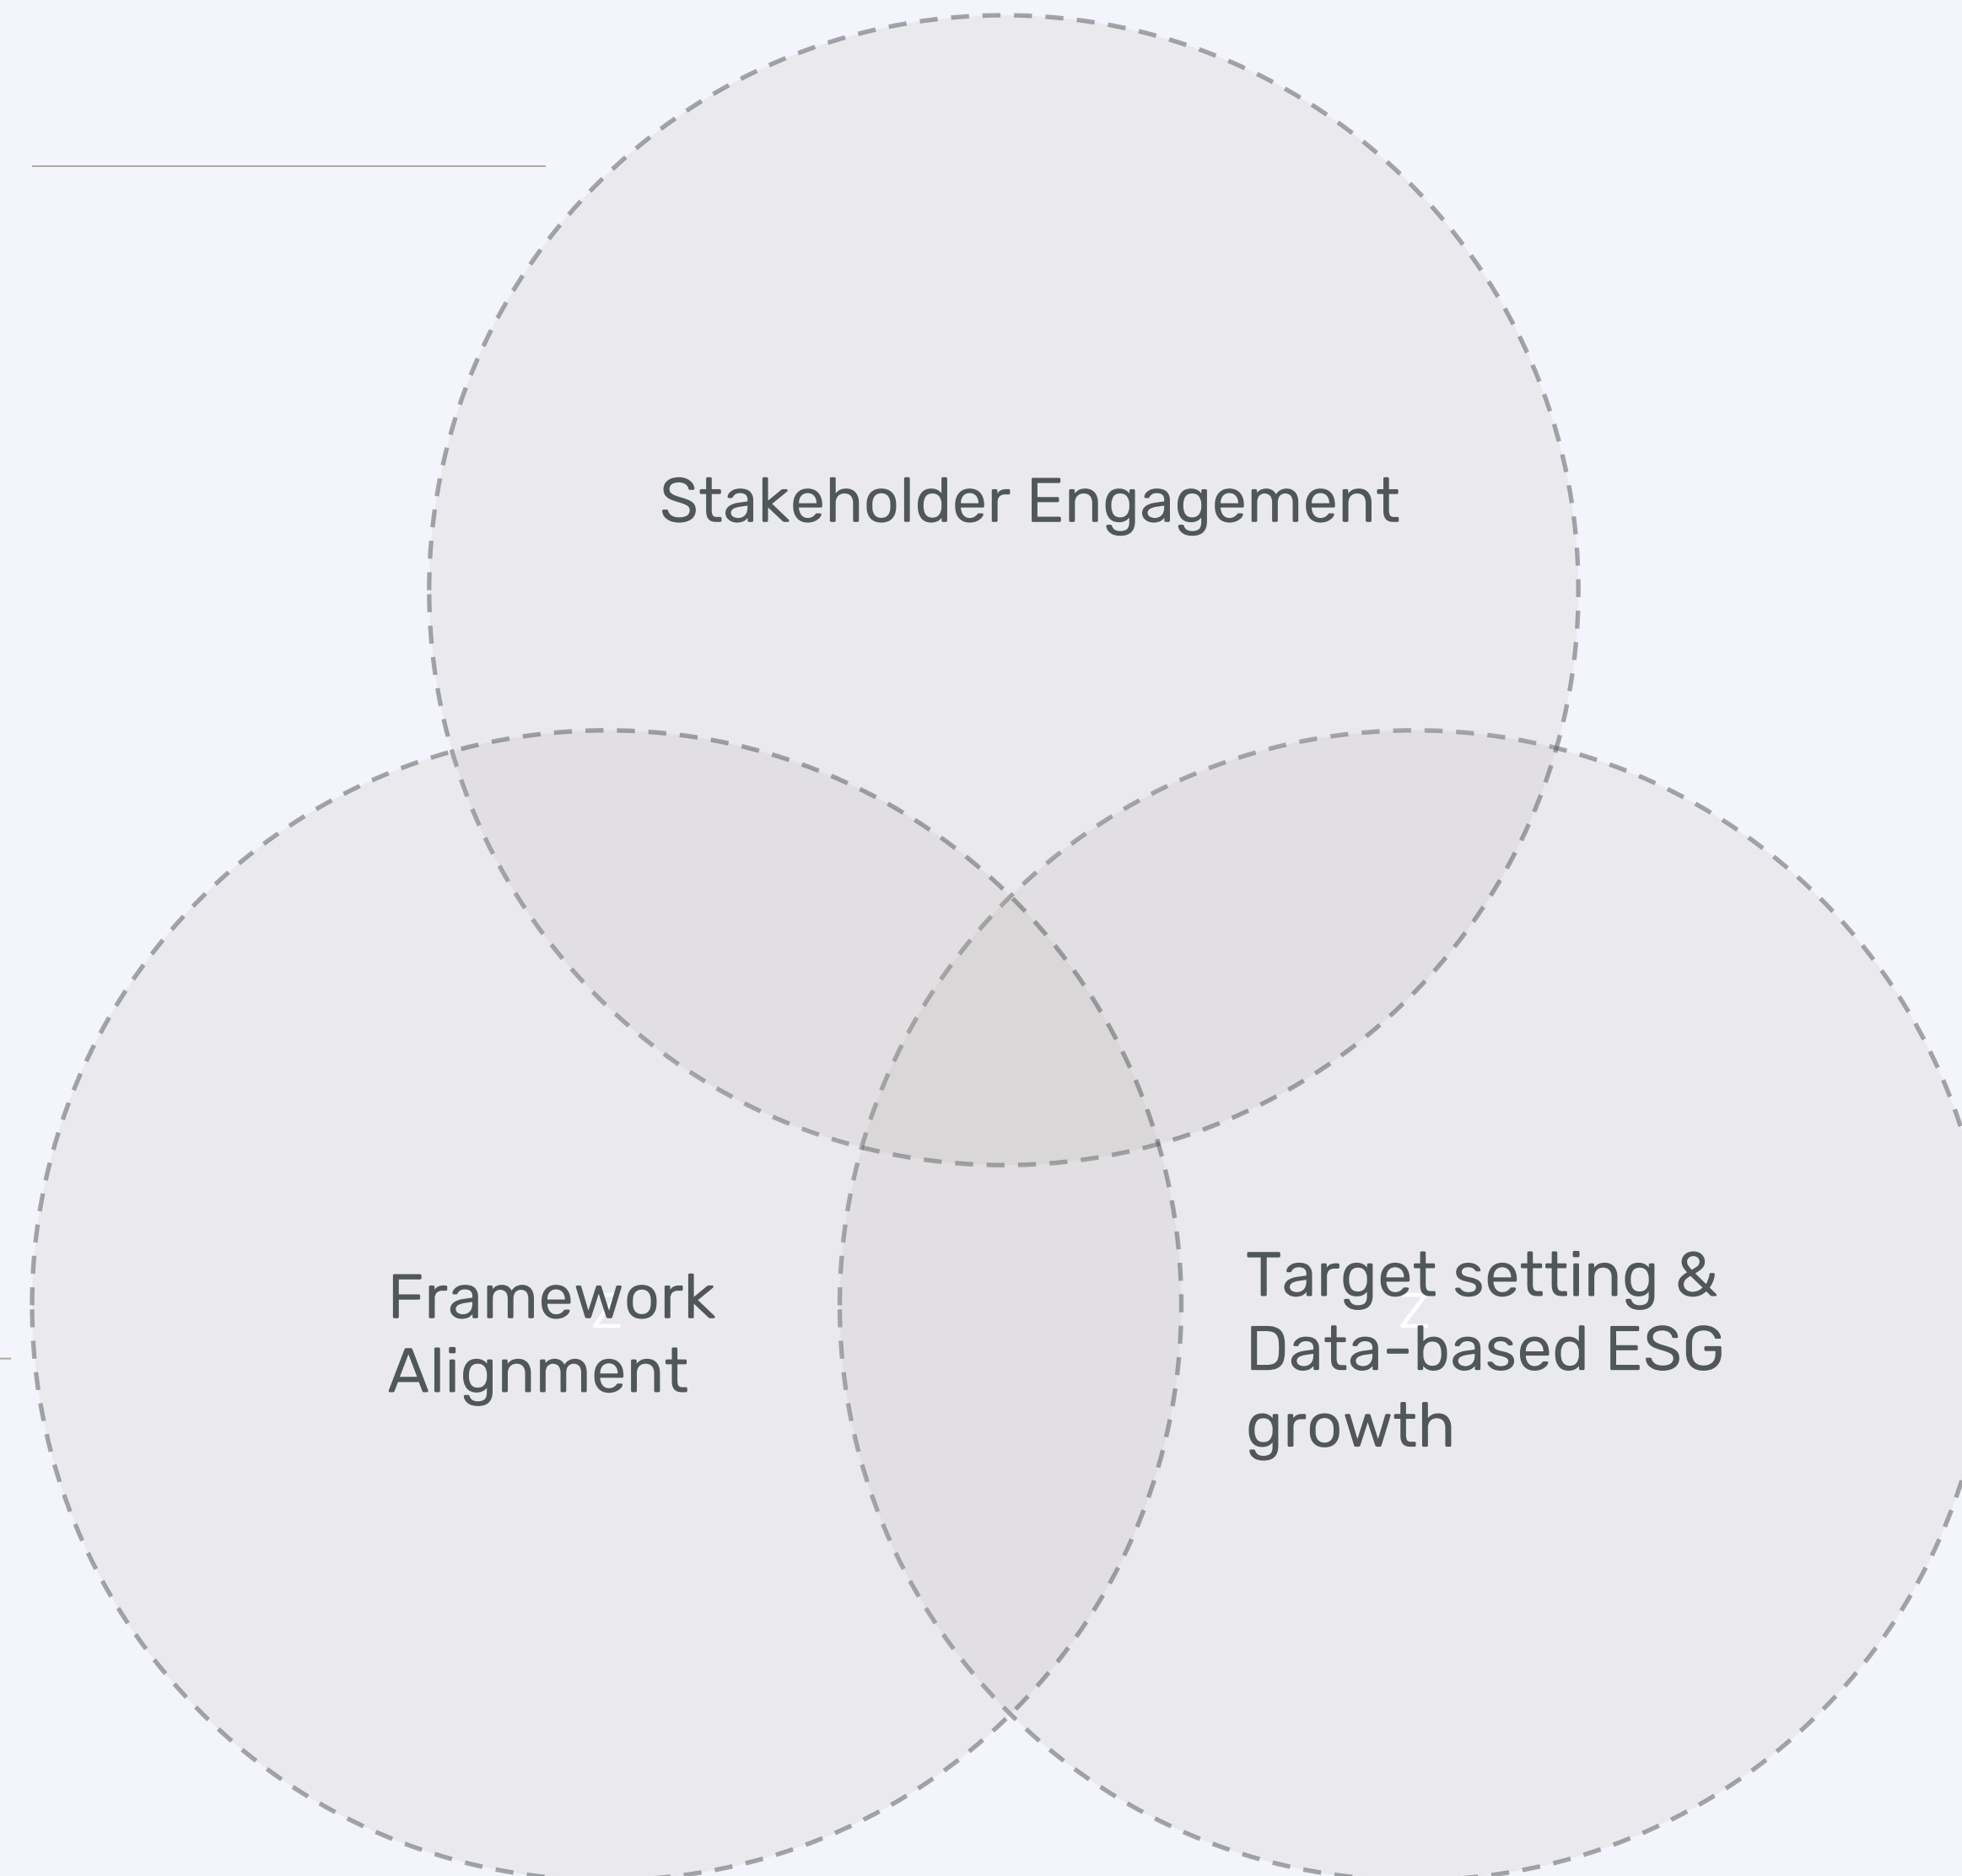 Stakeholder Engagement
Framework
Alignment
Target setting &
Data-based ESG
growth